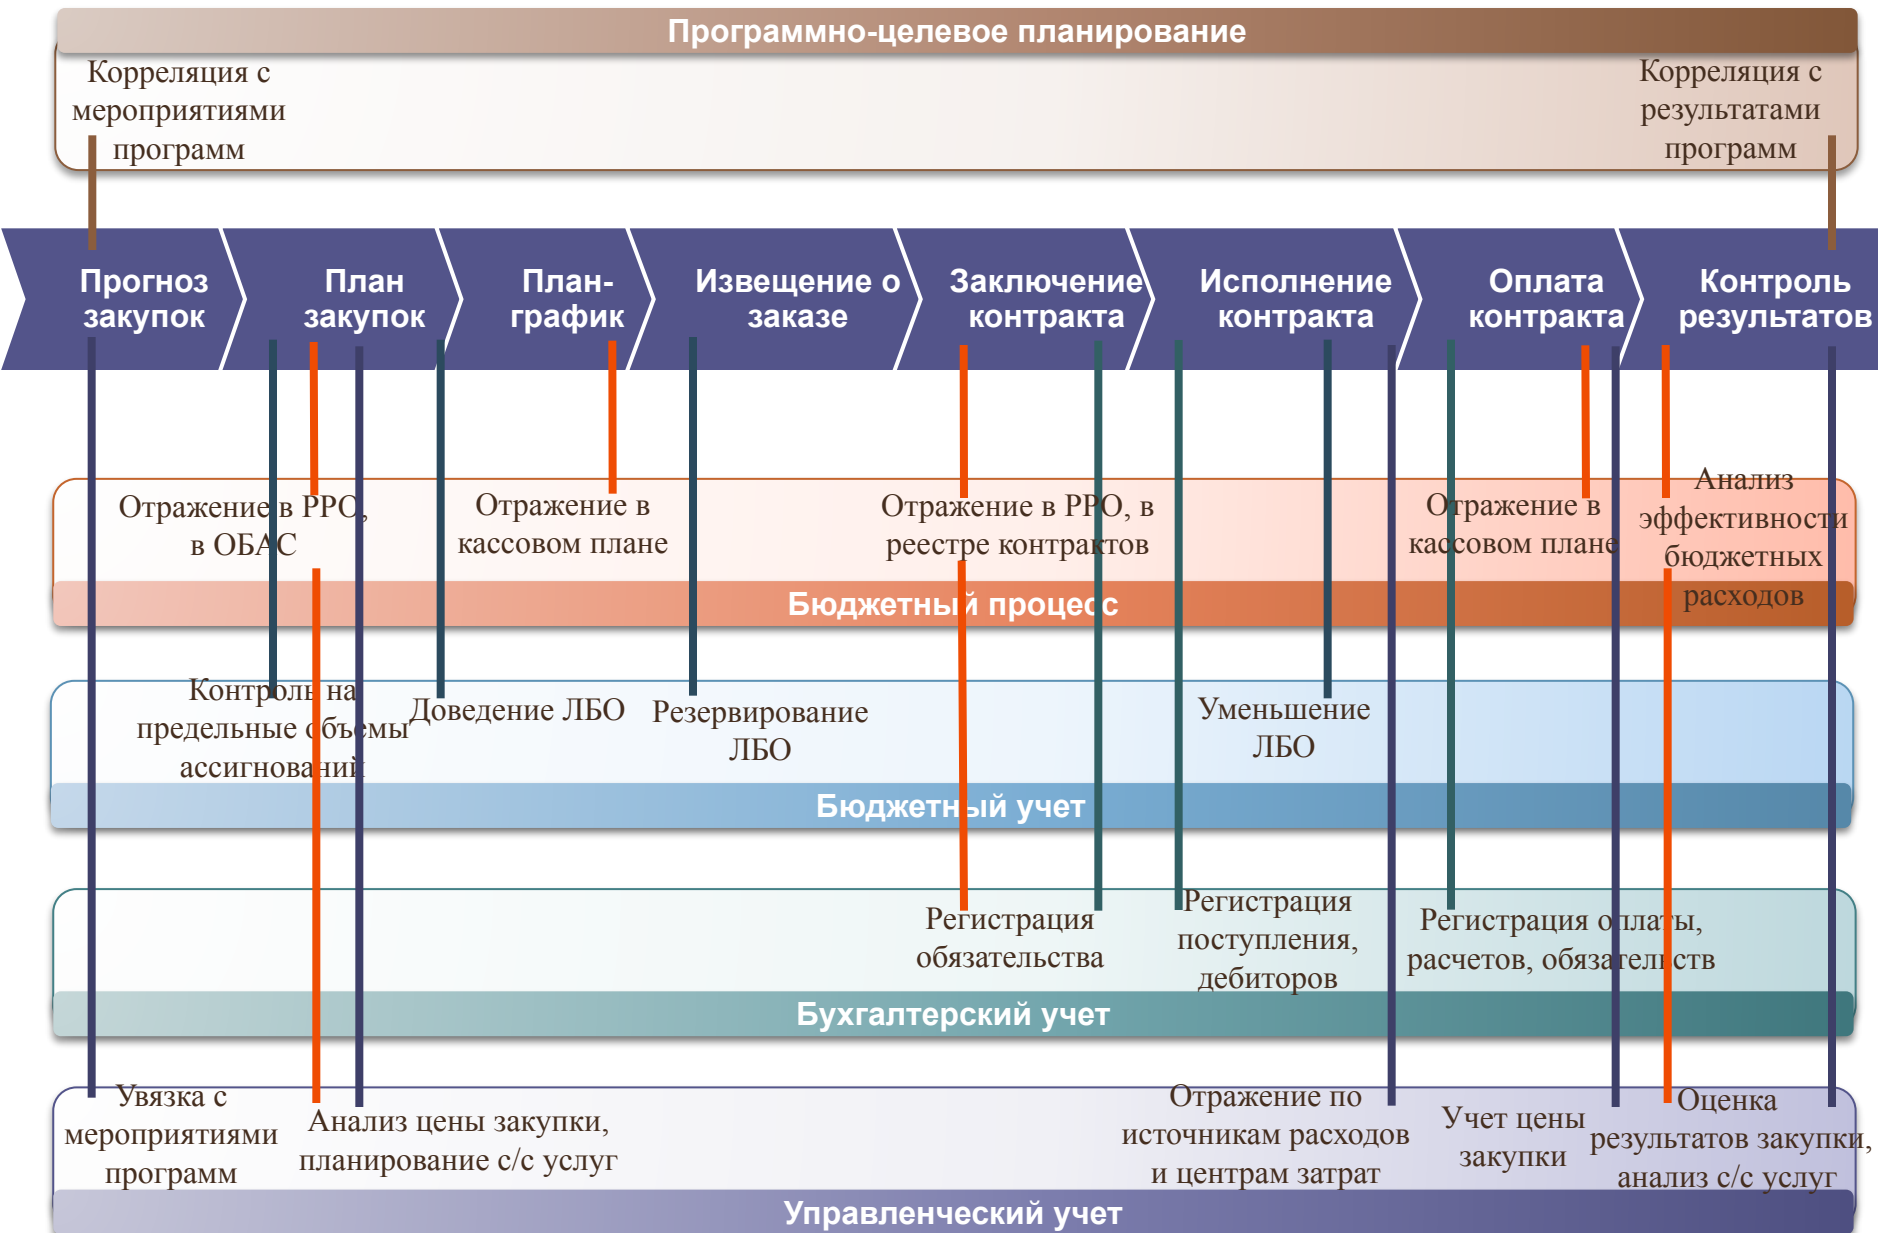 Программно-целевое планирование
Корреляция с
мероприятиями
программ
Корреляция с
результатами
программ
Прогноз
закупок
План
закупок
План-
график
Извещение о
заказе
Заключение
контракта
Исполнение
контракта
Оплата
контракта
Контроль
результатов
Отражение в РРО,
в ОБАС
Отражение в
кассовом плане
Отражение в РРО, в
реестре контрактов
Отражение в
кассовом плане
Анализ
эффективности
бюджетных
расходов
Бюджетный процесс
Контроль на
предельные объемы
ассигнований
Доведение ЛБО
Резервирование
ЛБО
Уменьшение
ЛБО
Бюджетный учет
Регистрация
обязательства
Регистрация
поступления,
дебиторов
Регистрация оплаты,
расчетов, обязательств
Бухгалтерский учет
Увязка с
мероприятиями
программ
Анализ цены закупки,
планирование с/с услуг
Отражение по
источникам расходов
и центрам затрат
Учет цены
закупки
Оценка
результатов закупки,
анализ с/с услуг
Управленческий учет